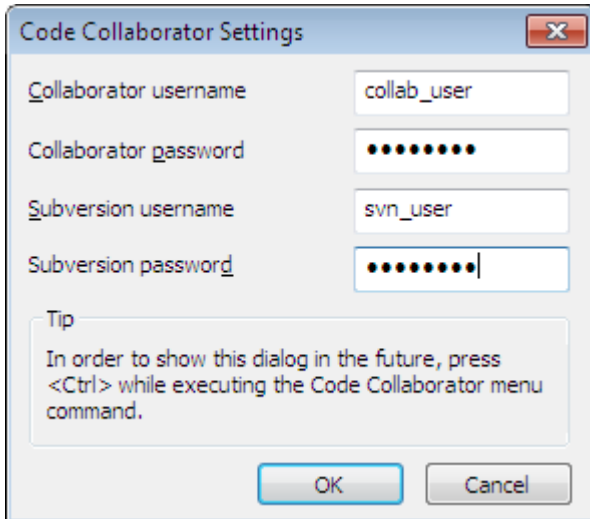 Code Collaborator Settings
Collaborator username collab_user
Collaborator password ●●●●●●●●
Subversion username svn_user
Subversion password ●●●●●●●●
Tip
In order to show this dialog in the future, press
<Ctrl> while executing the Code Collaborator menu
command.
OK Cancel